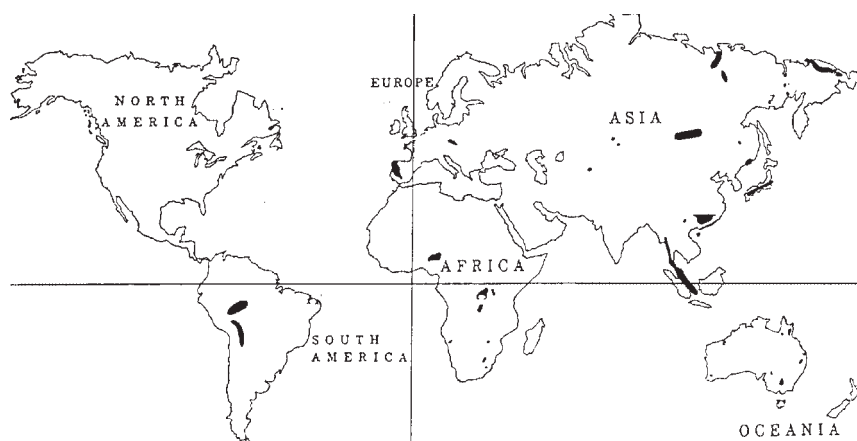 EUROPE
NORTH
AMERICA
ASIA
AFRICA
SOUTH
AMERICA
OCEANIA